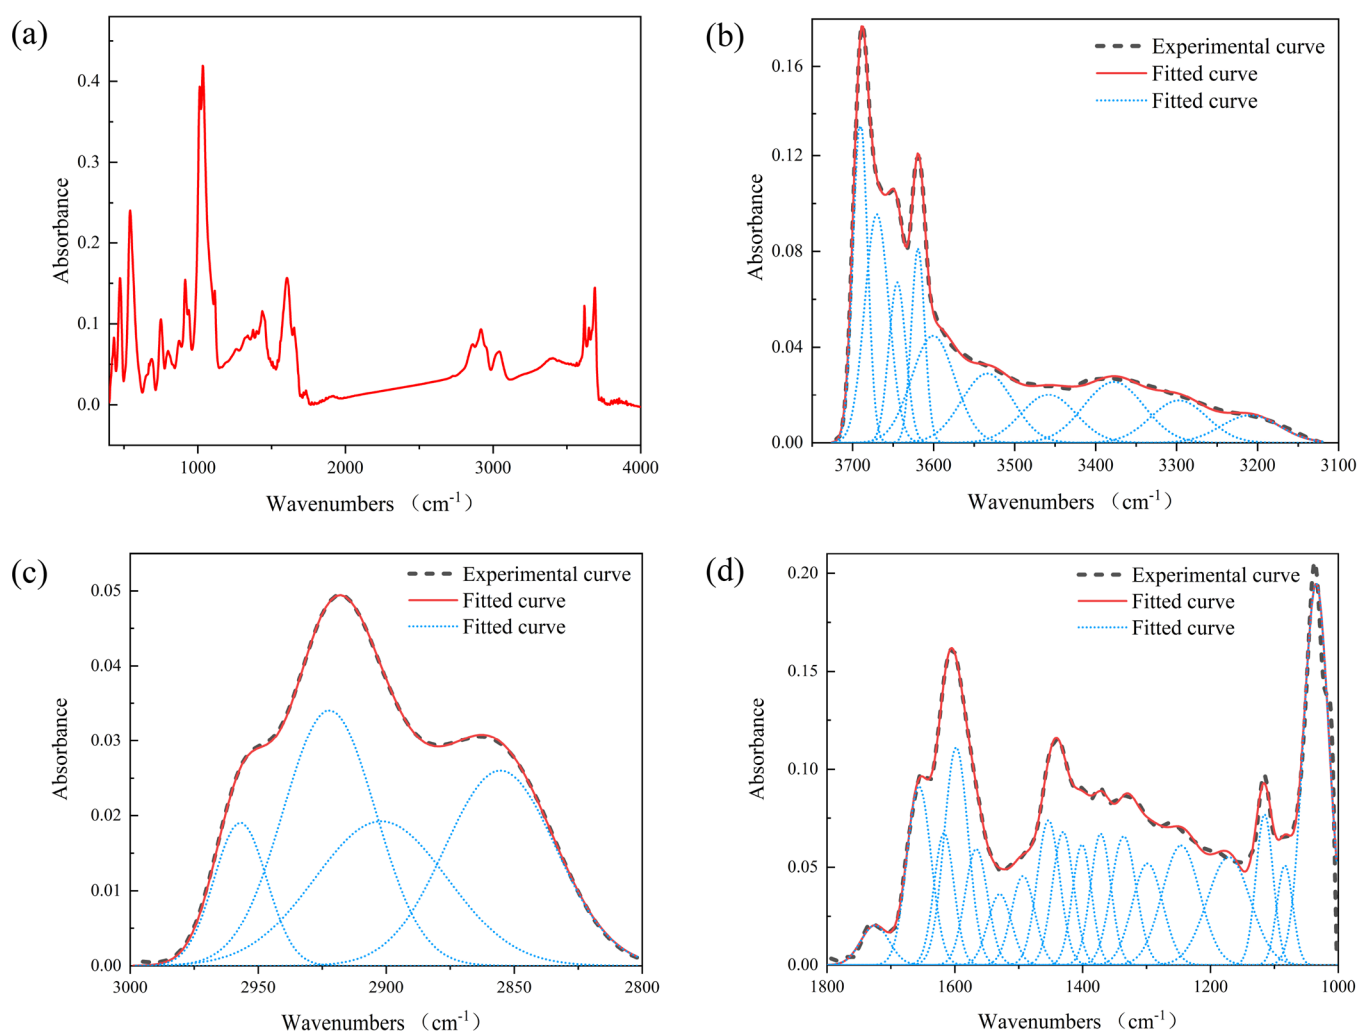 (a)
Absorbance
0.4
0.3
0.2
0.1
0.0
1000 2000 3000 4000
Wavenumbers （cm-1）
(b)
Absorbance
0.16
0.12
0.08
0.04
0.00
3700 3600 3500 3400 3300 3200 3100
Wavenumbers （cm-1）
Experimental curve
Fitted curve
Fitted curve
(c)
Absorbance
0.05
0.04
0.03
0.02
0.01
0.00
3000 2950 2900 2850 2800
Wavenumbers （cm-1）
Experimental curve
Fitted curve
Fitted curve
(d)
Absorbance
0.20
0.15
0.10
0.05
0.00
1800 1600 1400 1200 1000
Wavenumbers （cm-1）
Experimental curve
Fitted curve
Fitted curve